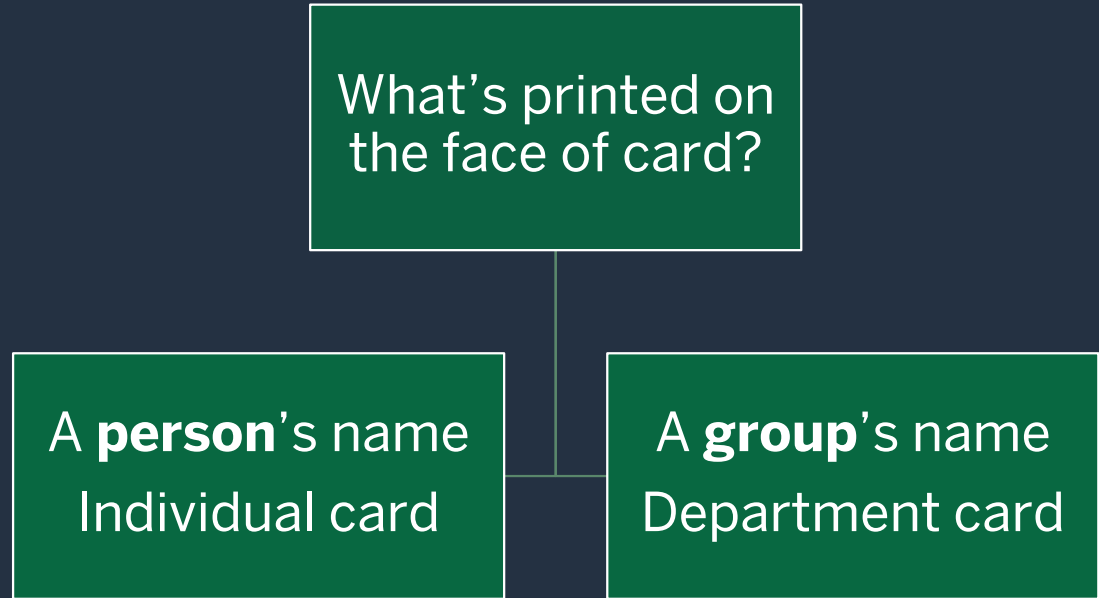 What’s printed on
the face of card?
A person’s name
Individual card
A group’s name
Department card